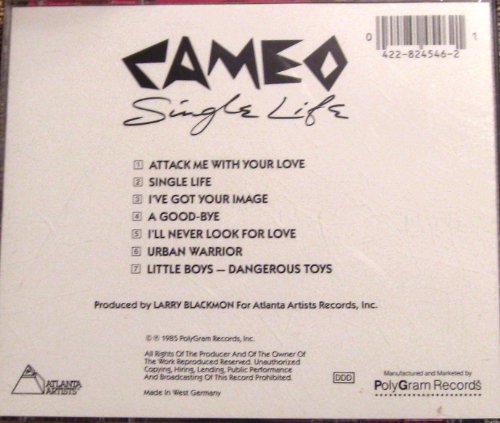 CAMEO
Single Life
0 422-824546-2 1
1 ATTACK ME WITH YOUR LOVE
2 SINGLE LIFE
3 I'VE GOT YOUR IMAGE
4 A GOOD-BYE
5 I'LL NEVER LOOK FOR LOVE
6 URBAN WARRIOR
7 LITTLE BOYS — DANGEROUS TOYS
Produced by LARRY BLACKMON For Atlanta Artists Records, Inc.
© ℗ 1985 PolyGram Records, Inc.
All Rights Of The Producer And Of The Owner Of
The Work Reproduced Reserved. Unauthorized
Copying, Hiring, Lending, Public Performance
And Broadcasting Of This Record Prohibited.
Made in West Germany
ATLANTA
ARTISTS
DDD
Manufactured and Marketed by
PolyGram Records